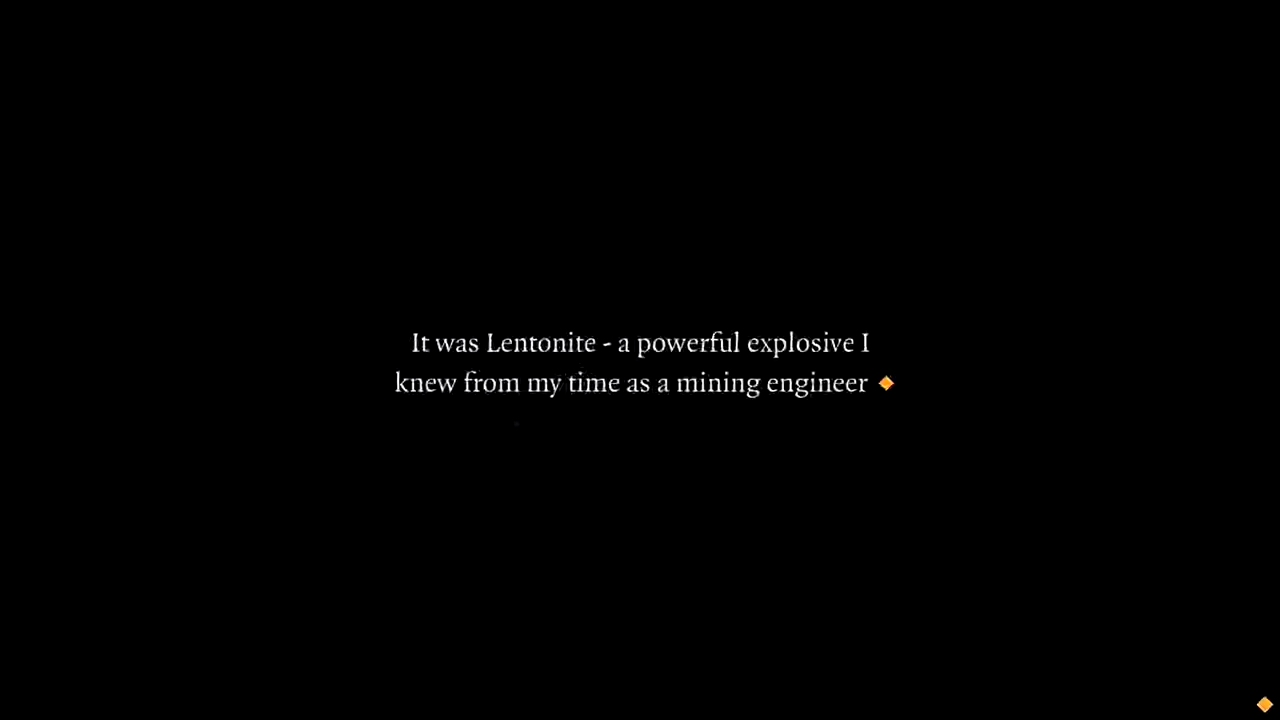 It was Lentonite - a powerful explosive I
knew from my time as a mining engineer